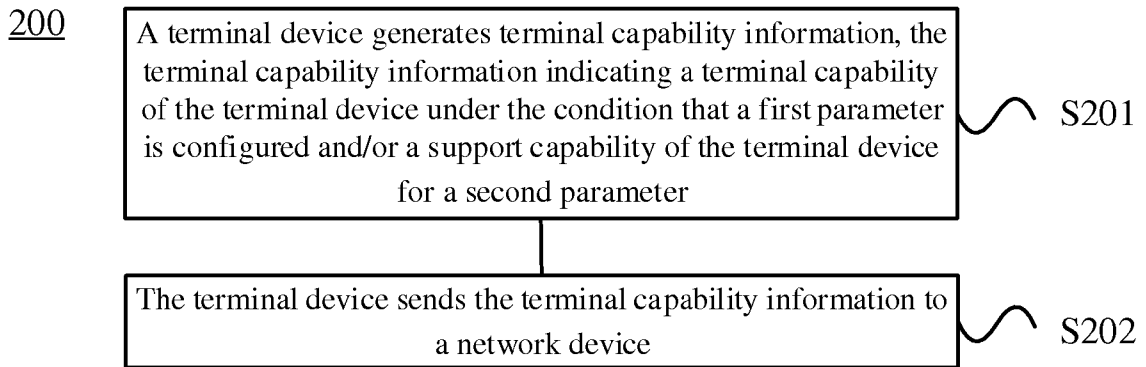 200
A terminal device generates terminal capability information, the
terminal capability information indicating a terminal capability
of the terminal device under the condition that a first parameter
is configured and/or a support capability of the terminal device
for a second parameter
S201
The terminal device sends the terminal capability information to
a network device
S202